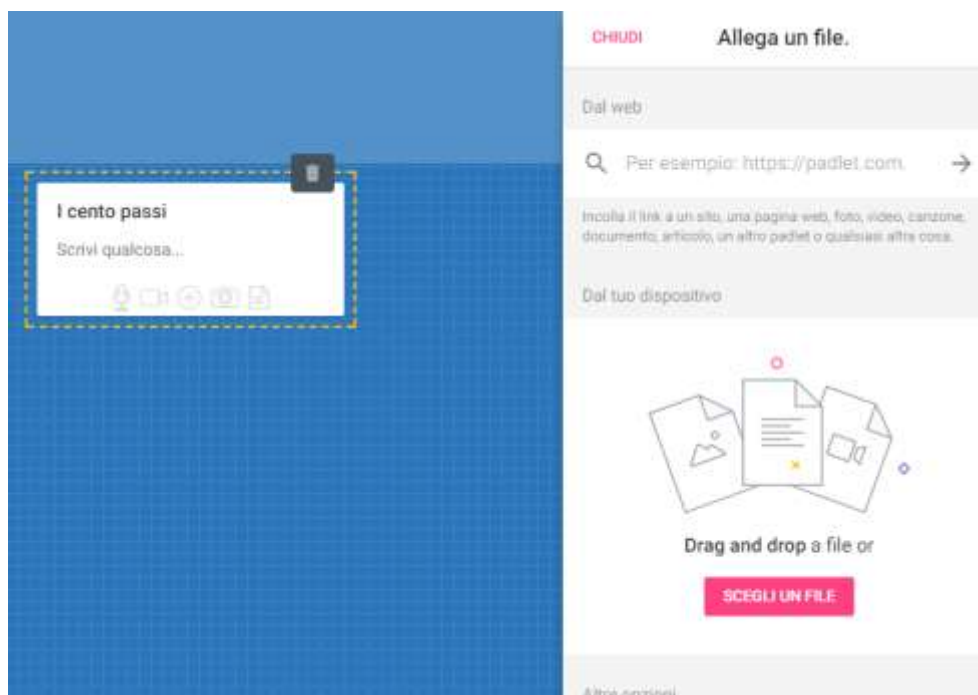 CHIUDI
Allega un file.
Dal web
Per esempio: https://padlet.com.
Incolla il link a un sito, una pagina web, foto, video, canzone,
documento, articolo, un altro padlet o qualsiasi altra cosa.
I cento passi
Scrivi qualcosa...
Dal tuo dispositivo
Drag and drop a file or
SCEGLI UN FILE
Altre opzioni